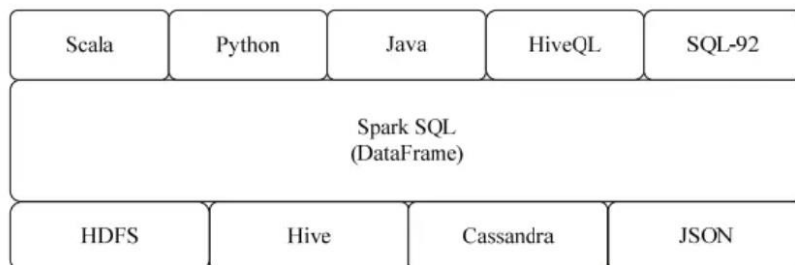 Scala Python Java HiveQL SQL-92
Spark SQL
(DataFrame)
HDFS Hive Cassandra JSON